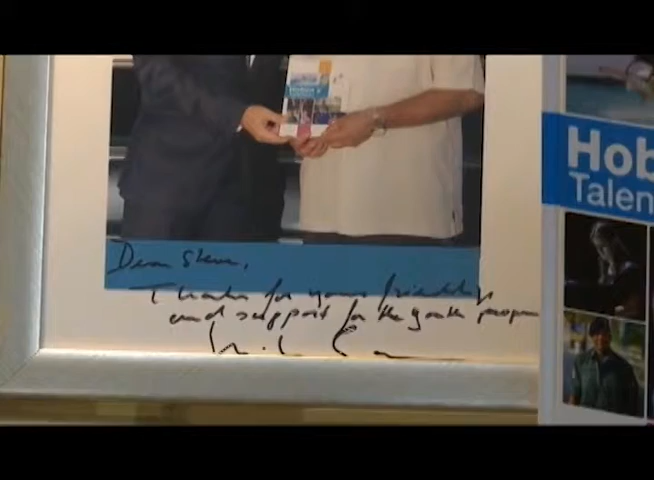 Dear Steve,
Thanks for your friendship
and support for the youth program
Hob
Talen